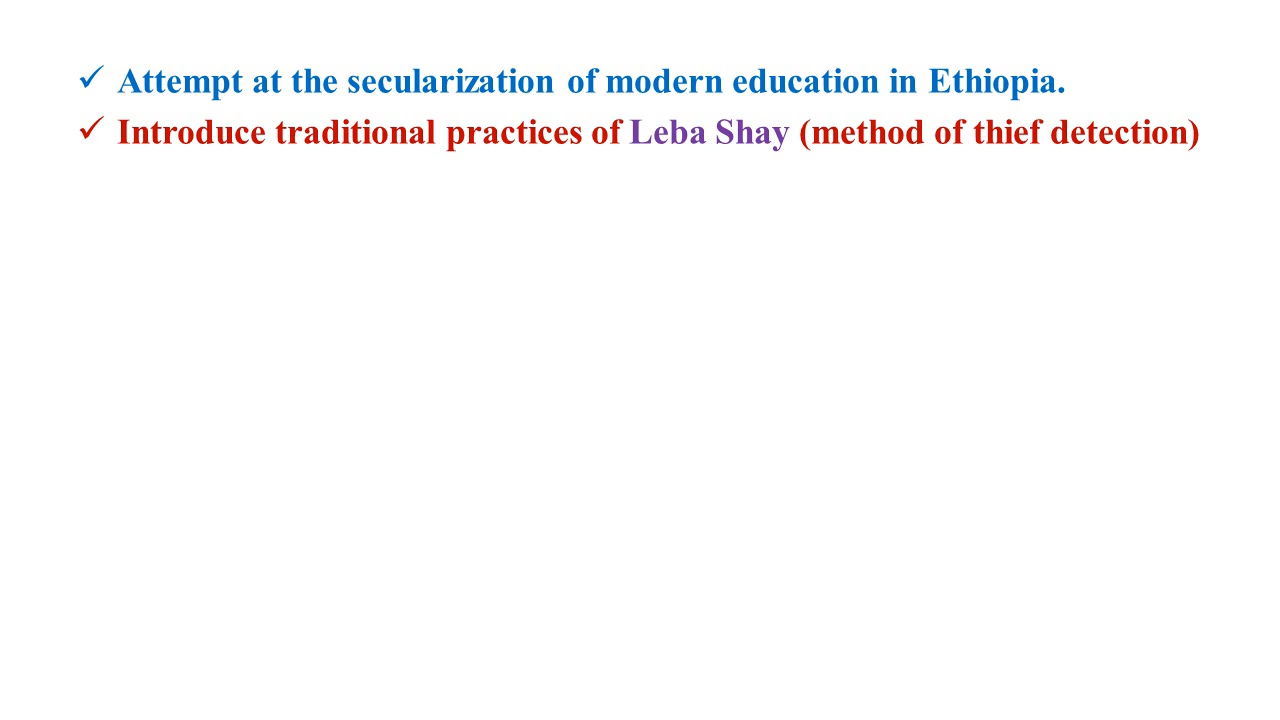 ✓ Attempt at the secularization of modern education in Ethiopia.
✓ Introduce traditional practices of Leba Shay (method of thief detection)